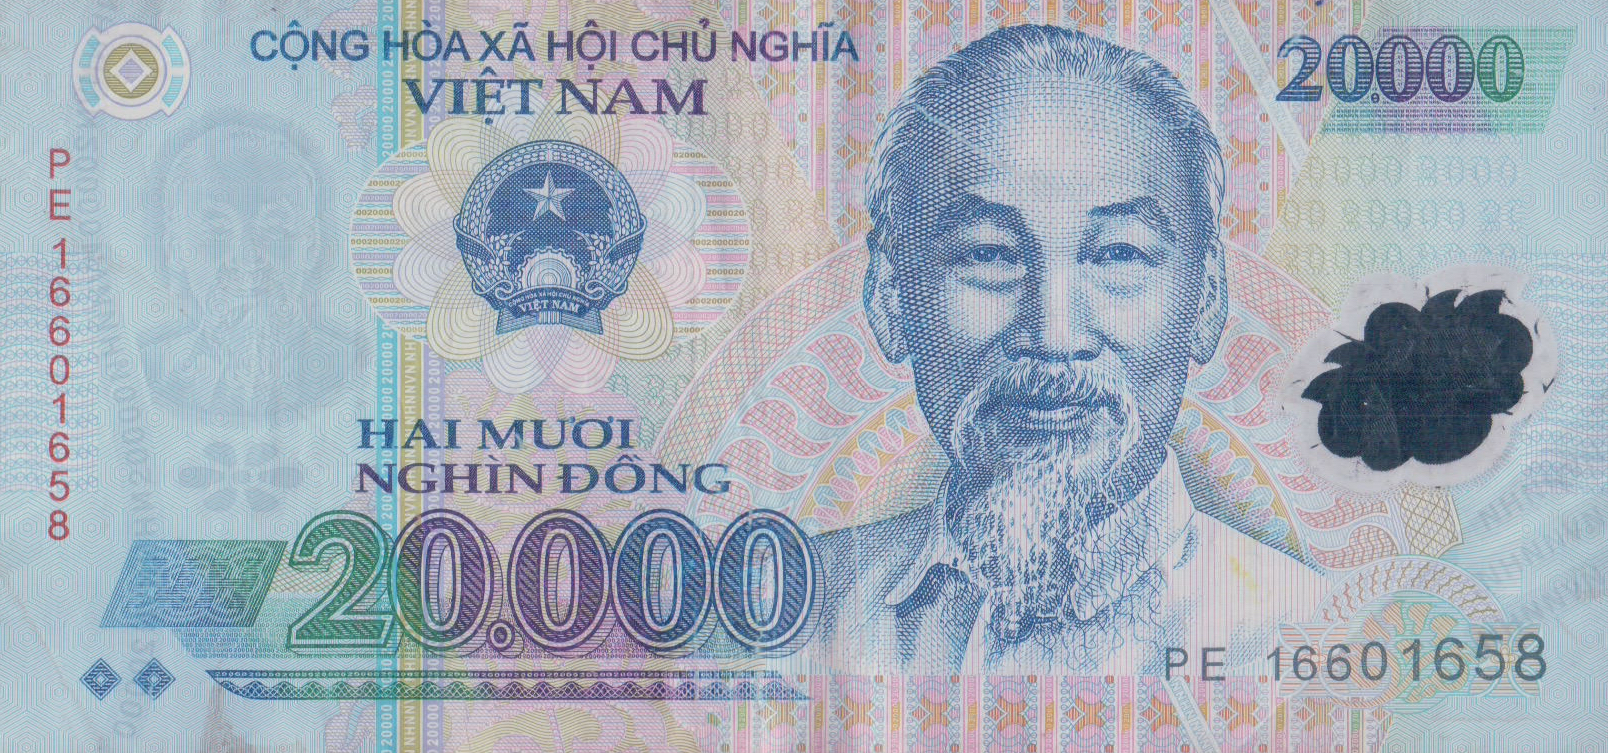 CỘNG HÒA XÃ HỘI CHỦ NGHĨA
VIỆT NAM
20.000
PE 16601658
CỘNG HÒA XÃ HỘI CHỦ NGHĨA
VIỆT NAM
HAI MƯƠI
NGHÌN ĐỒNG
20.000
PE 16601658